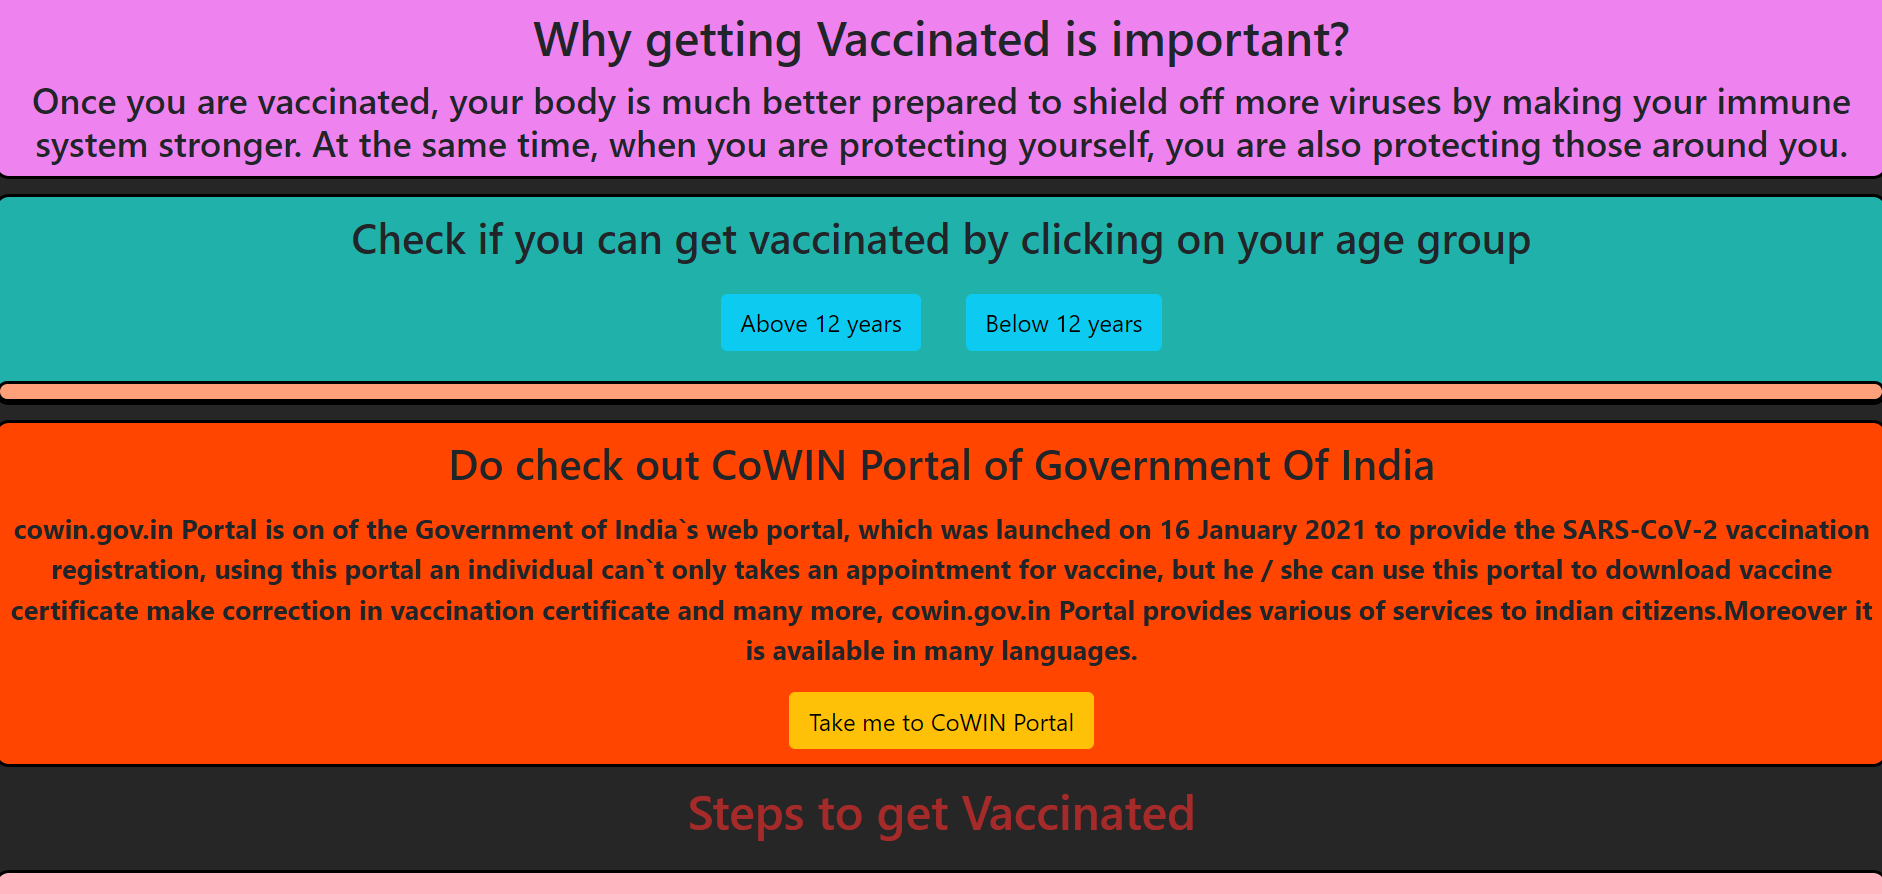 Why getting Vaccinated is important?
Once you are vaccinated, your body is much better prepared to shield off more viruses by making your immune
system stronger. At the same time, when you are protecting yourself, you are also protecting those around you.
Check if you can get vaccinated by clicking on your age group
Above 12 years
Below 12 years
Do check out CoWIN Portal of Government Of India
cowin.gov.in Portal is on of the Government of India`s web portal, which was launched on 16 January 2021 to provide the SARS-CoV-2 vaccination
registration, using this portal an individual can`t only takes an appointment for vaccine, but he / she can use this portal to download vaccine
certificate make correction in vaccination certificate and many more, cowin.gov.in Portal provides various of services to indian citizens.Moreover it
is available in many languages.
Take me to CoWIN Portal
Steps to get Vaccinated